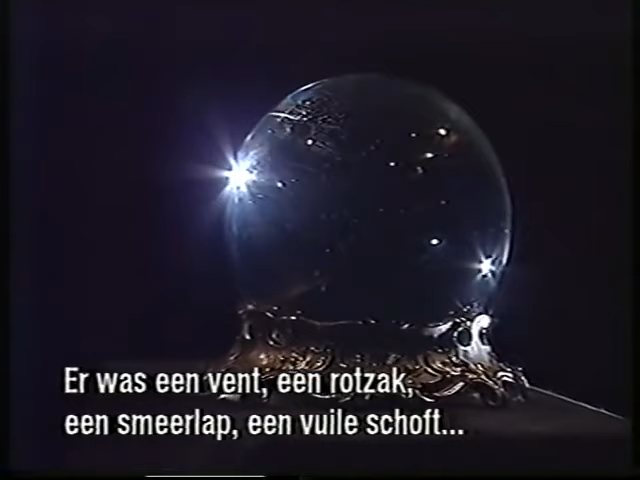 Er was een vent, een rotzak,
een smeerlap, een vuile schoft...